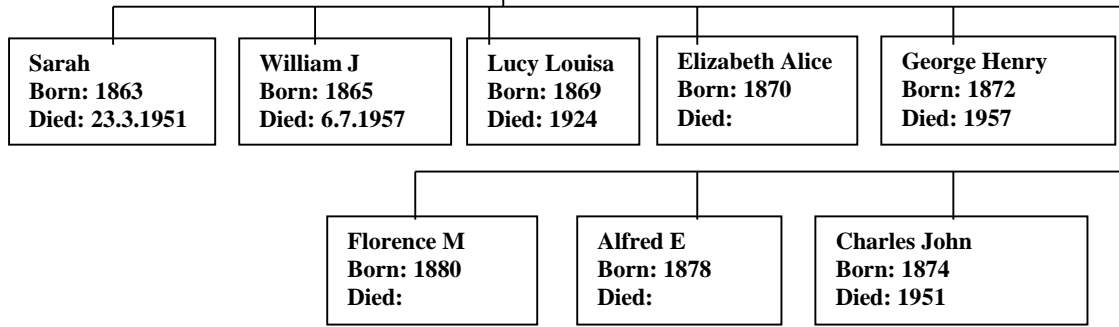 Sarah
Born: 1863
Died: 23.3.1951
William J
Born: 1865
Died: 6.7.1957
Lucy Louisa
Born: 1869
Died: 1924
Elizabeth Alice
Born: 1870
Died:
George Henry
Born: 1872
Died: 1957
Florence M
Born: 1880
Died:
Alfred E
Born: 1878
Died:
Charles John
Born: 1874
Died: 1951